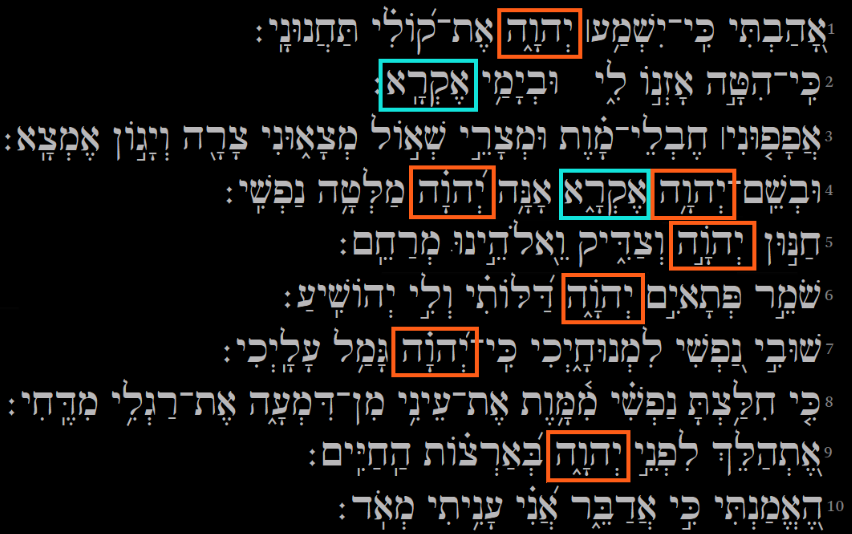 1 אָהַבְתִּי כִּי־יִשְׁמַע׀ יְהוָה אֶת־קוֹלִי תַּחֲנוּנָי׃
2 כִּי־הִטָּה אָזְנוֹ לִי וּבְיָמַי אֶקְרָא׃
3 אֲפָפוּנִי׀ חֶבְלֵי־מָוֶת וּמְצָרֵי שְׁאוֹל מְצָאוּנִי צָרָה וְיָגוֹן אֶמְצָא׃
4 וּבְשֵׁם־יְהוָה אֶקְרָא אָנָּה יְהוָה מַלְּטָה נַפְשִׁי׃
5 חַנּוּן יְהוָה וְצַדִּיק וֵאלֹהֵינוּ מְרַחֵם׃
6 שֹׁמֵר פְּתָאיִם יְהוָה דַּלּוֹתִי וְלִי יְהוֹשִׁיעַ׃
7 שׁוּבִי נַפְשִׁי לִמְנוּחָיְכִי כִּי־יְהוָה גָּמַל עָלָיְכִי׃
8 כִּי חִלַּצְתָּ נַפְשִׁי מִמָּוֶת אֶת־עֵינִי מִן־דִּמְעָה אֶת־רַגְלִי מִדֶּחִי׃
9 אֶתְהַלֵּךְ לִפְנֵי יְהוָה בְּאַרְצוֹת הַחַיִּים׃
10 הֶאֱמַנְתִּי כִּי אֲדַבֵּר אֲנִי עָנִיתִי מְאֹד׃